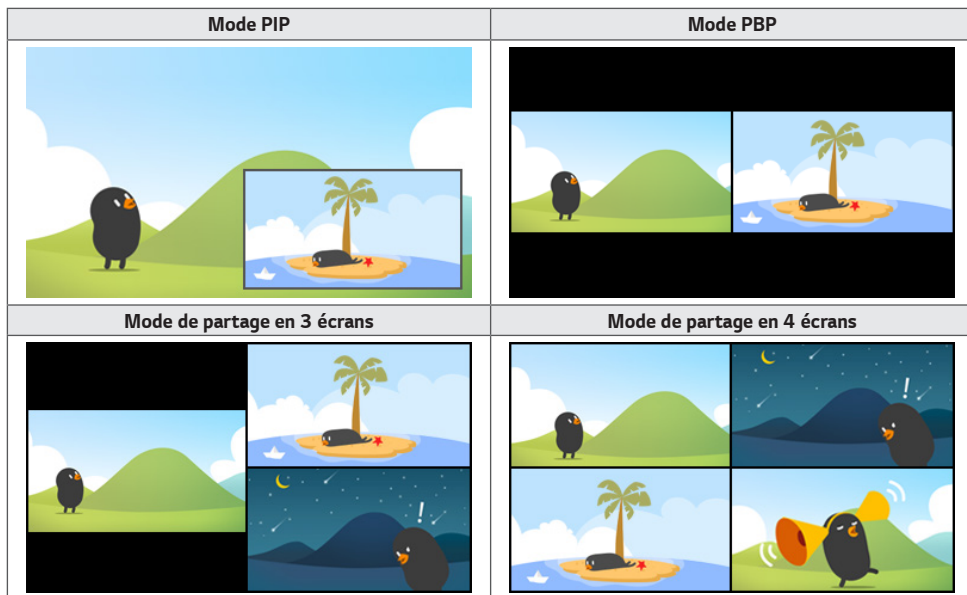 Mode PIP
Mode PBP
Mode de partage en 3 écrans
Mode de partage en 4 écrans